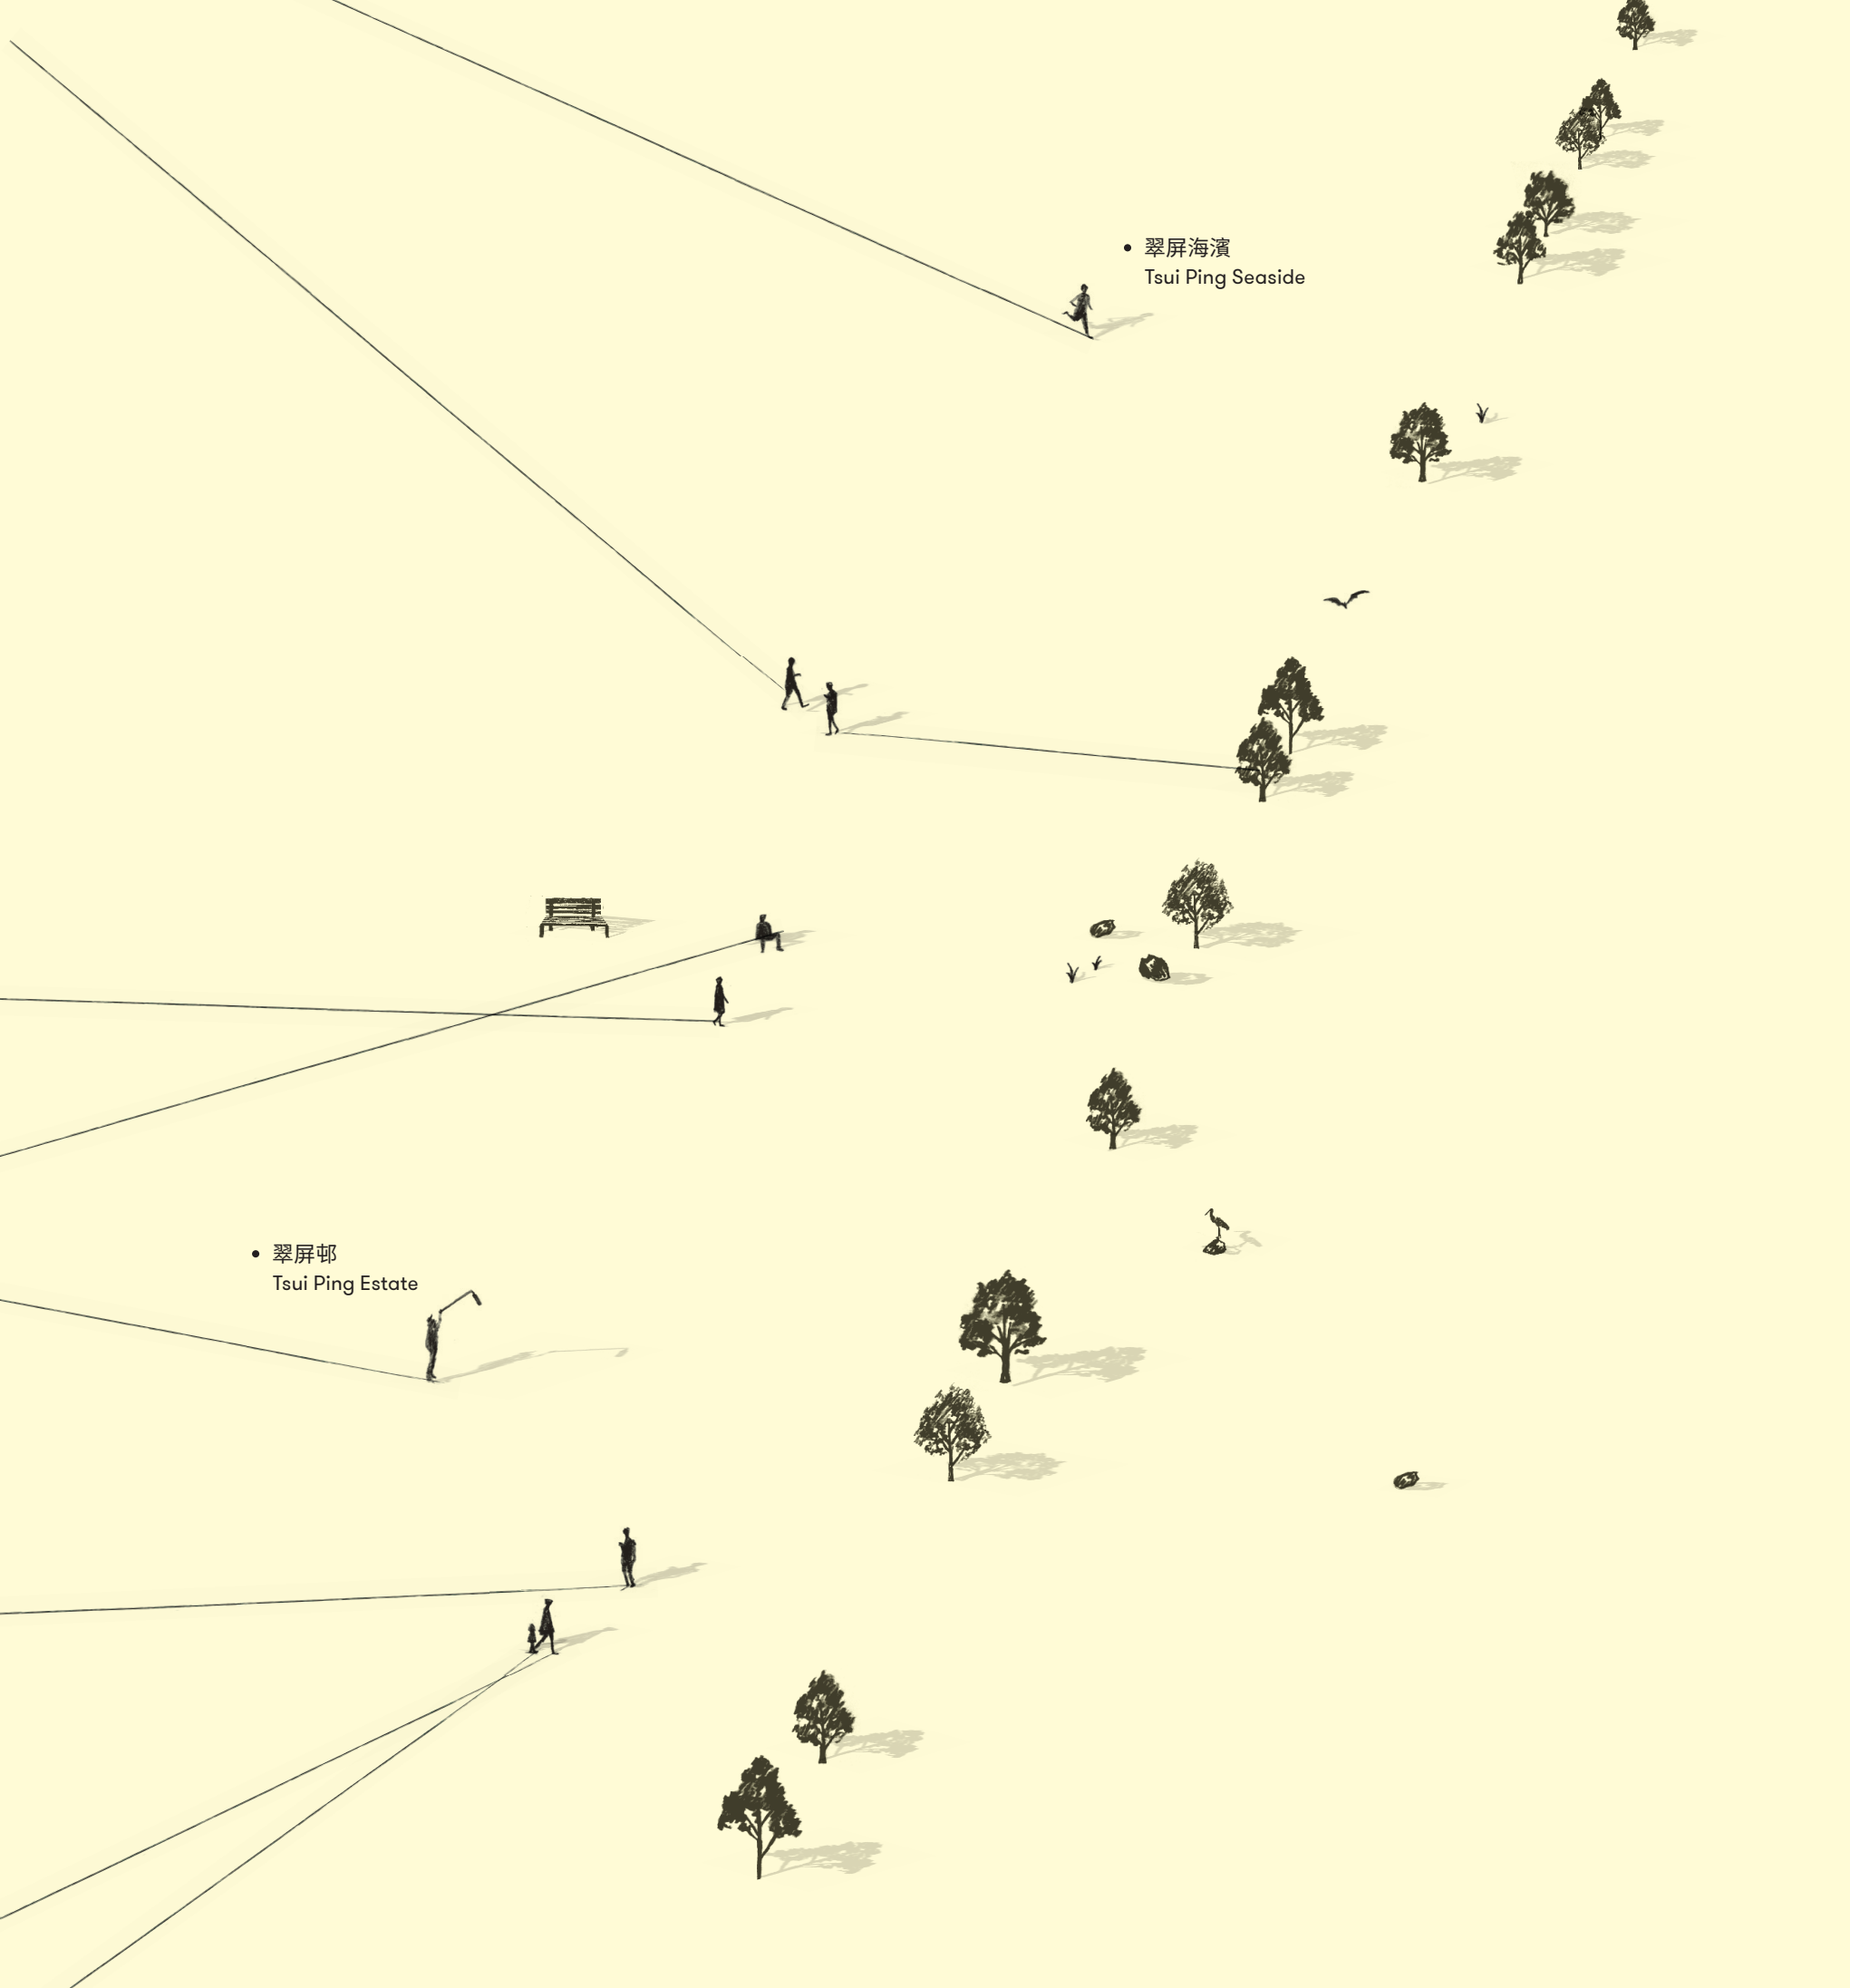 翠屏海濱
Tsui Ping Seaside
翠屏邨
Tsui Ping Estate